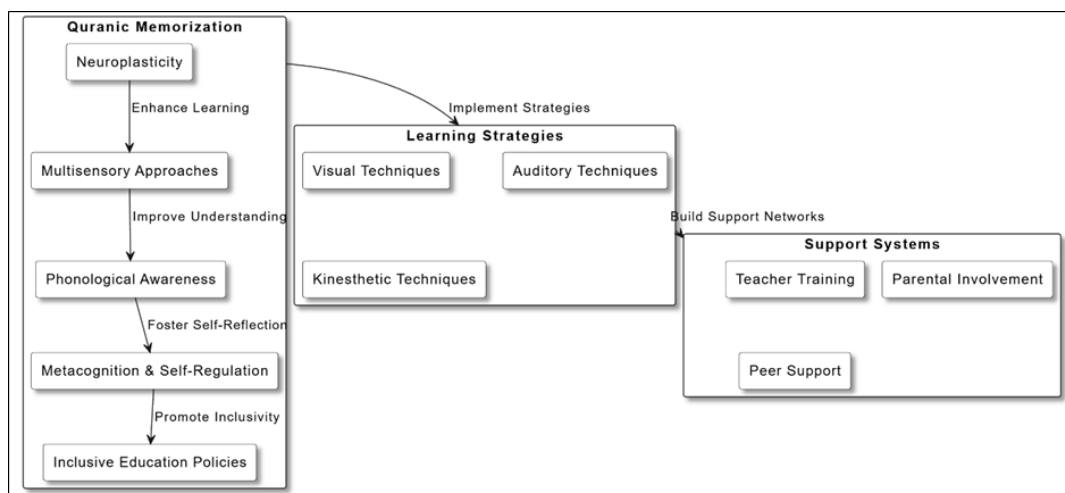 Quranic Memorization
Neuroplasticity
Enhance Learning
Multisensory Approaches
Improve Understanding
Phonological Awareness
Foster Self-Reflection
Metacognition & Self-Regulation
Promote Inclusivity
Inclusive Education Policies
Implement Strategies
Learning Strategies
Visual Techniques
Auditory Techniques
Kinesthetic Techniques
Build Support Networks
Support Systems
Teacher Training
Parental Involvement
Peer Support